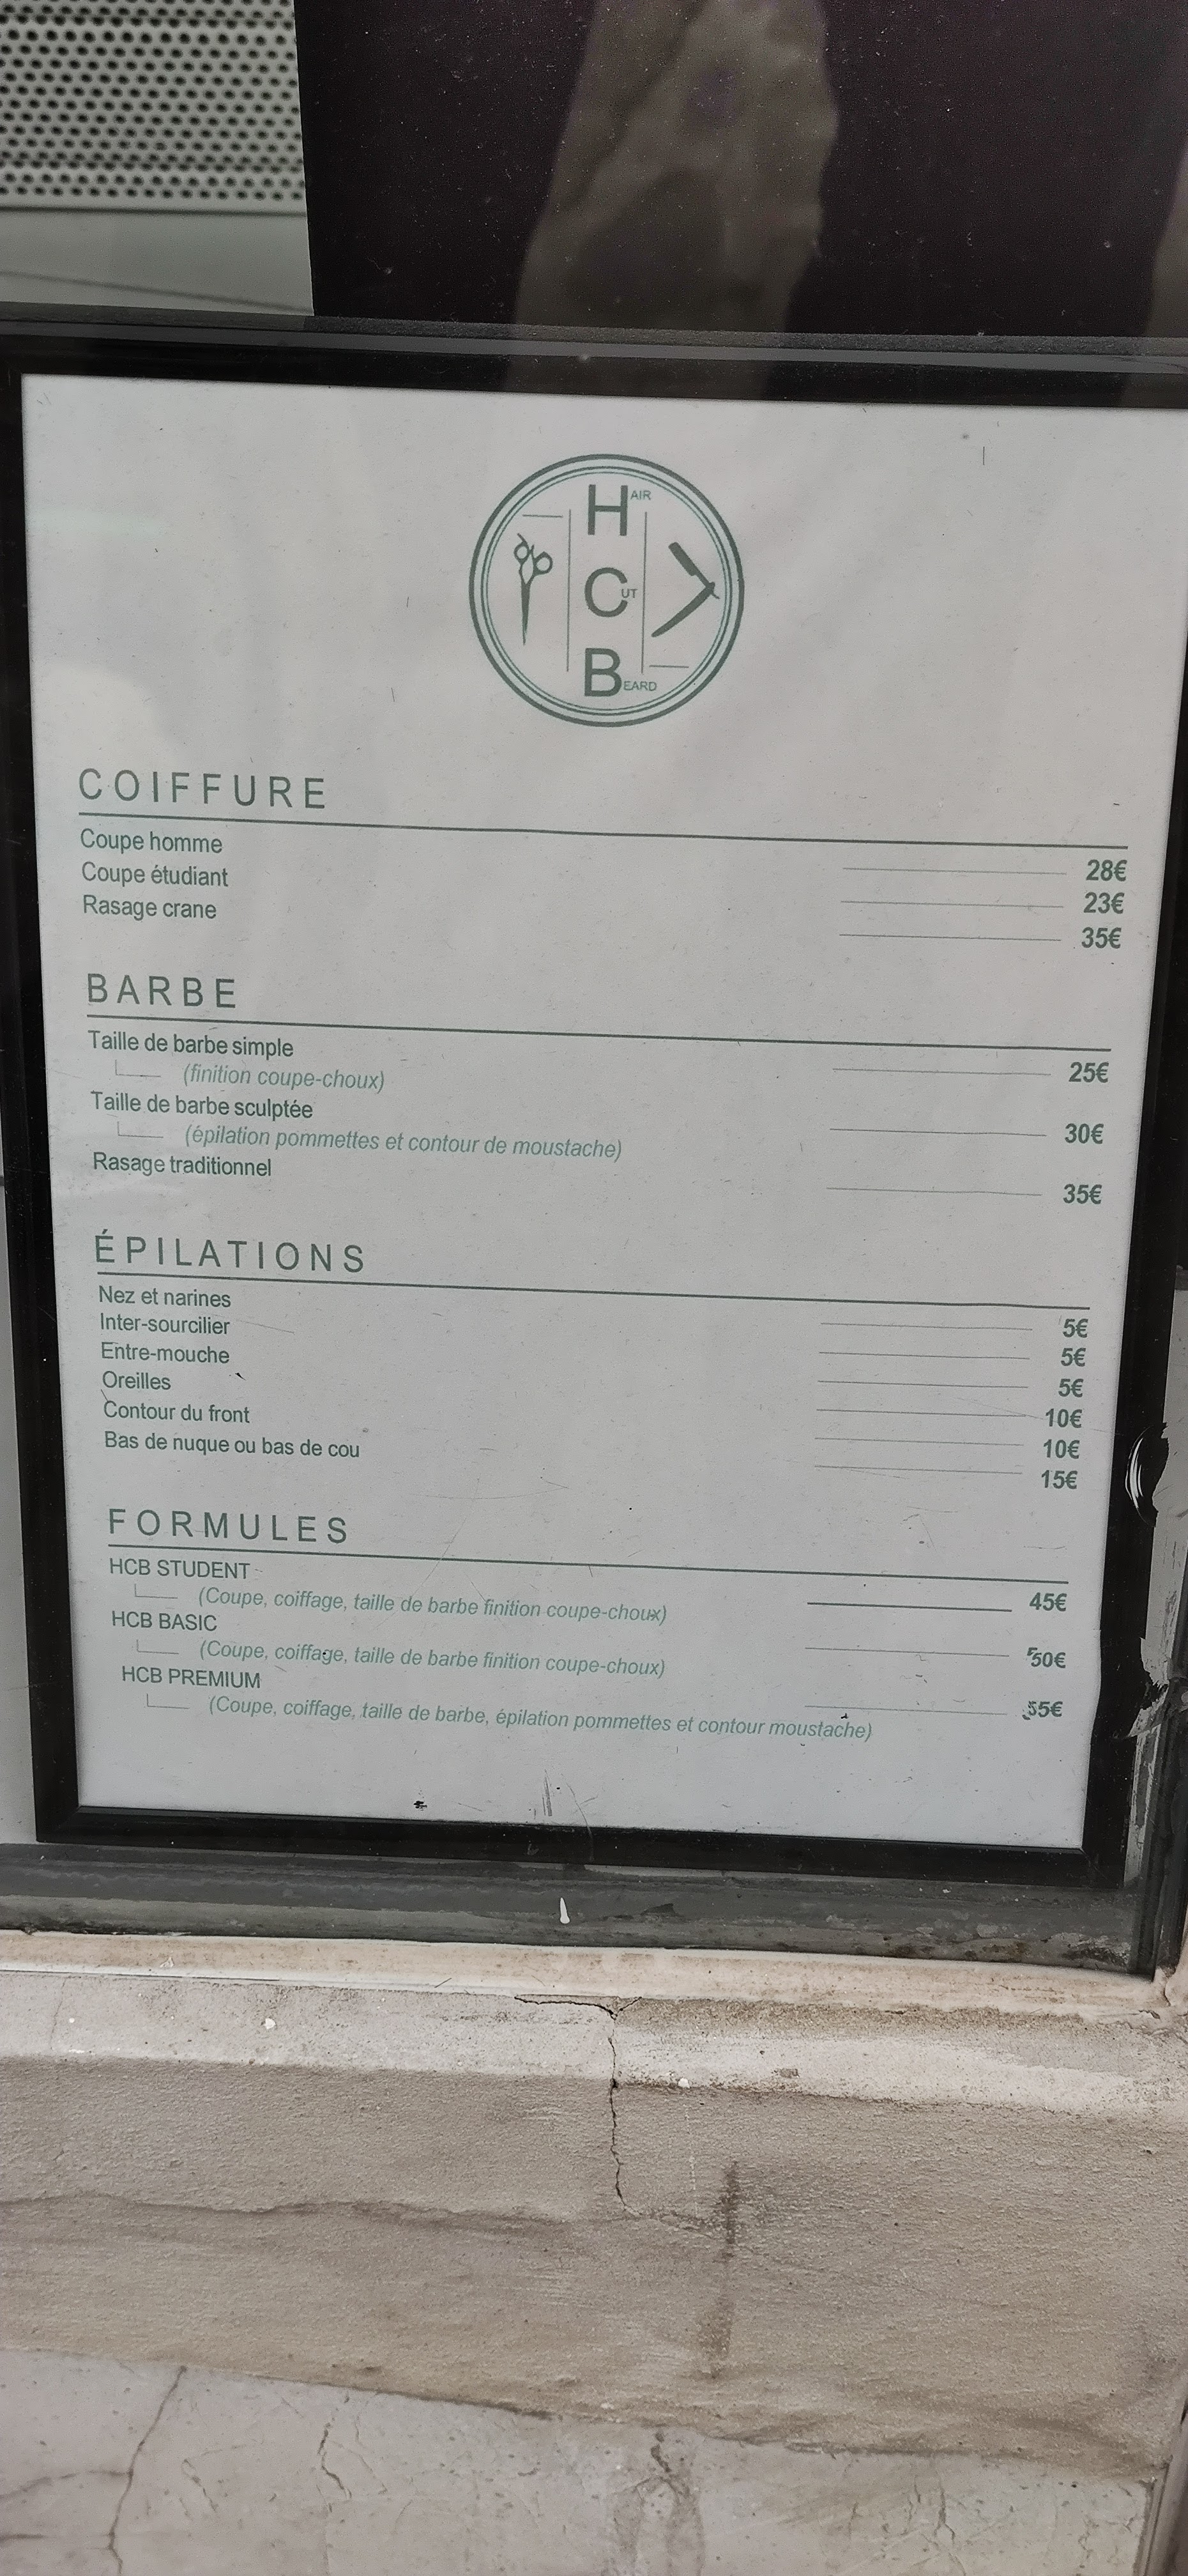 HAIR
CUT
BEARD
COIFFURE
Coupe homme 28€
Coupe étudiant 23€
Rasage crane 35€
BARBE
Taille de barbe simple 25€
(finition coupe-choux)
Taille de barbe sculptée 30€
(épilation pommettes et contour de moustache)
Rasage traditionnel 35€
ÉPILATIONS
Nez et narines 5€
Inter-sourcilier 5€
Entre-mouche 5€
Oreilles 10€
Contour du front 10€
Bas de nuque ou bas de cou 15€
FORMULES
HCB STUDENT 45€
(Coupe, coiffage, taille de barbe finition coupe-choux)
HCB BASIC 50€
(Coupe, coiffage, taille de barbe finition coupe-choux)
HCB PREMIUM 55€
(Coupe, coiffage, taille de barbe, épilation pommettes et contour moustache)